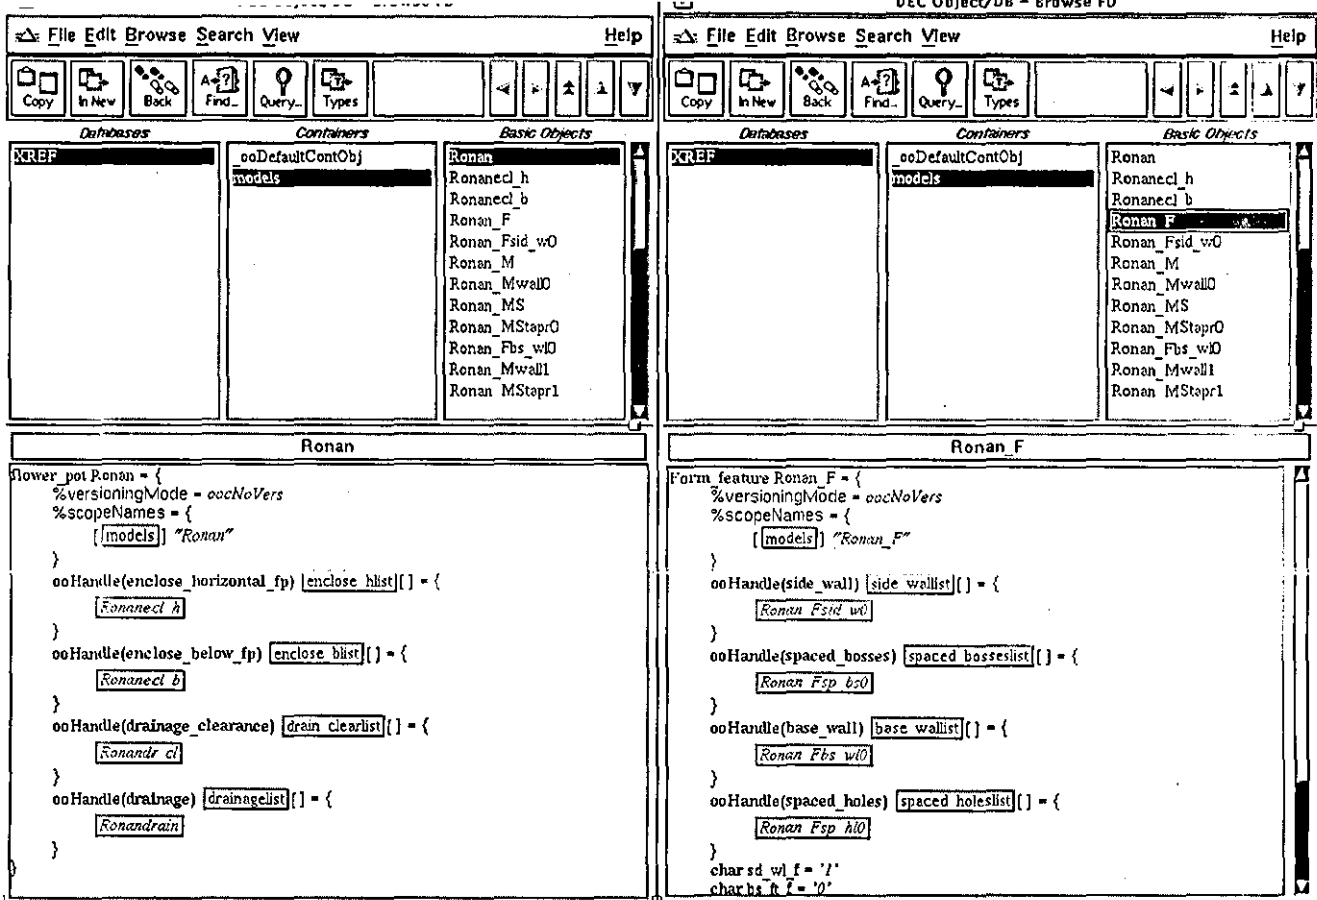 DEC Object/DB - Browse FD
File Edit Browse Search View Help
Copy In New Back Find... Query... Types
Databases Containers Basic Objects
XREF
_ooDefaultContObj
models
Ronan
Ronanecl_h
Ronanecl_b
Ronan_F
Ronan_Fsid_w0
Ronan_M
Ronan_Mwall0
Ronan_MS
Ronan_MStapr0
Ronan_Fbs_wl0
Ronan_Mwall1
Ronan_MStapr1
Ronan
flower_pot Ronan = {
%versioningMode = oocNoVers
%scopeNames = {
[ models ] "Ronan"
}
ooHandle(enclose_horizontal_fp) enclose_hlist[ ] = {
Ronanecl_h
}
ooHandle(enclose_below_fp) enclose_blist[ ] = {
Ronanecl_b
}
ooHandle(drainage_clearance) drain_clearlist[ ] = {
Ronandr_cl
}
ooHandle(drainage) drainagelist[ ] = {
Ronandrain
}
}
File Edit Browse Search View Help
Copy In New Back Find... Query... Types
Databases Containers Basic Objects
XREF
_ooDefaultContObj
models
Ronan
Ronanecl_h
Ronanecl_b
Ronan_F
Ronan_Fsid_w0
Ronan_M
Ronan_Mwall0
Ronan_MS
Ronan_MStapr0
Ronan_Fbs_wl0
Ronan_Mwall1
Ronan_MStapr1
Ronan_F
Form_feature Ronan_F = {
%versioningMode = oocNoVers
%scopeNames = {
[ models ] "Ronan_F"
}
ooHandle(side_wall) side_wallist[ ] = {
Ronan_Fsid_w0
}
ooHandle(spaced_bosses) spaced_bosseslist[ ] = {
Ronan_Fsp_bs0
}
ooHandle(base_wall) base_wallist[ ] = {
Ronan_Fbs_wl0
}
ooHandle(spaced_holes) spaced_holeslist[ ] = {
Ronan_Fsp_hl0
}
char sd_wl_f = '1'
char bs_ft_f = '0'